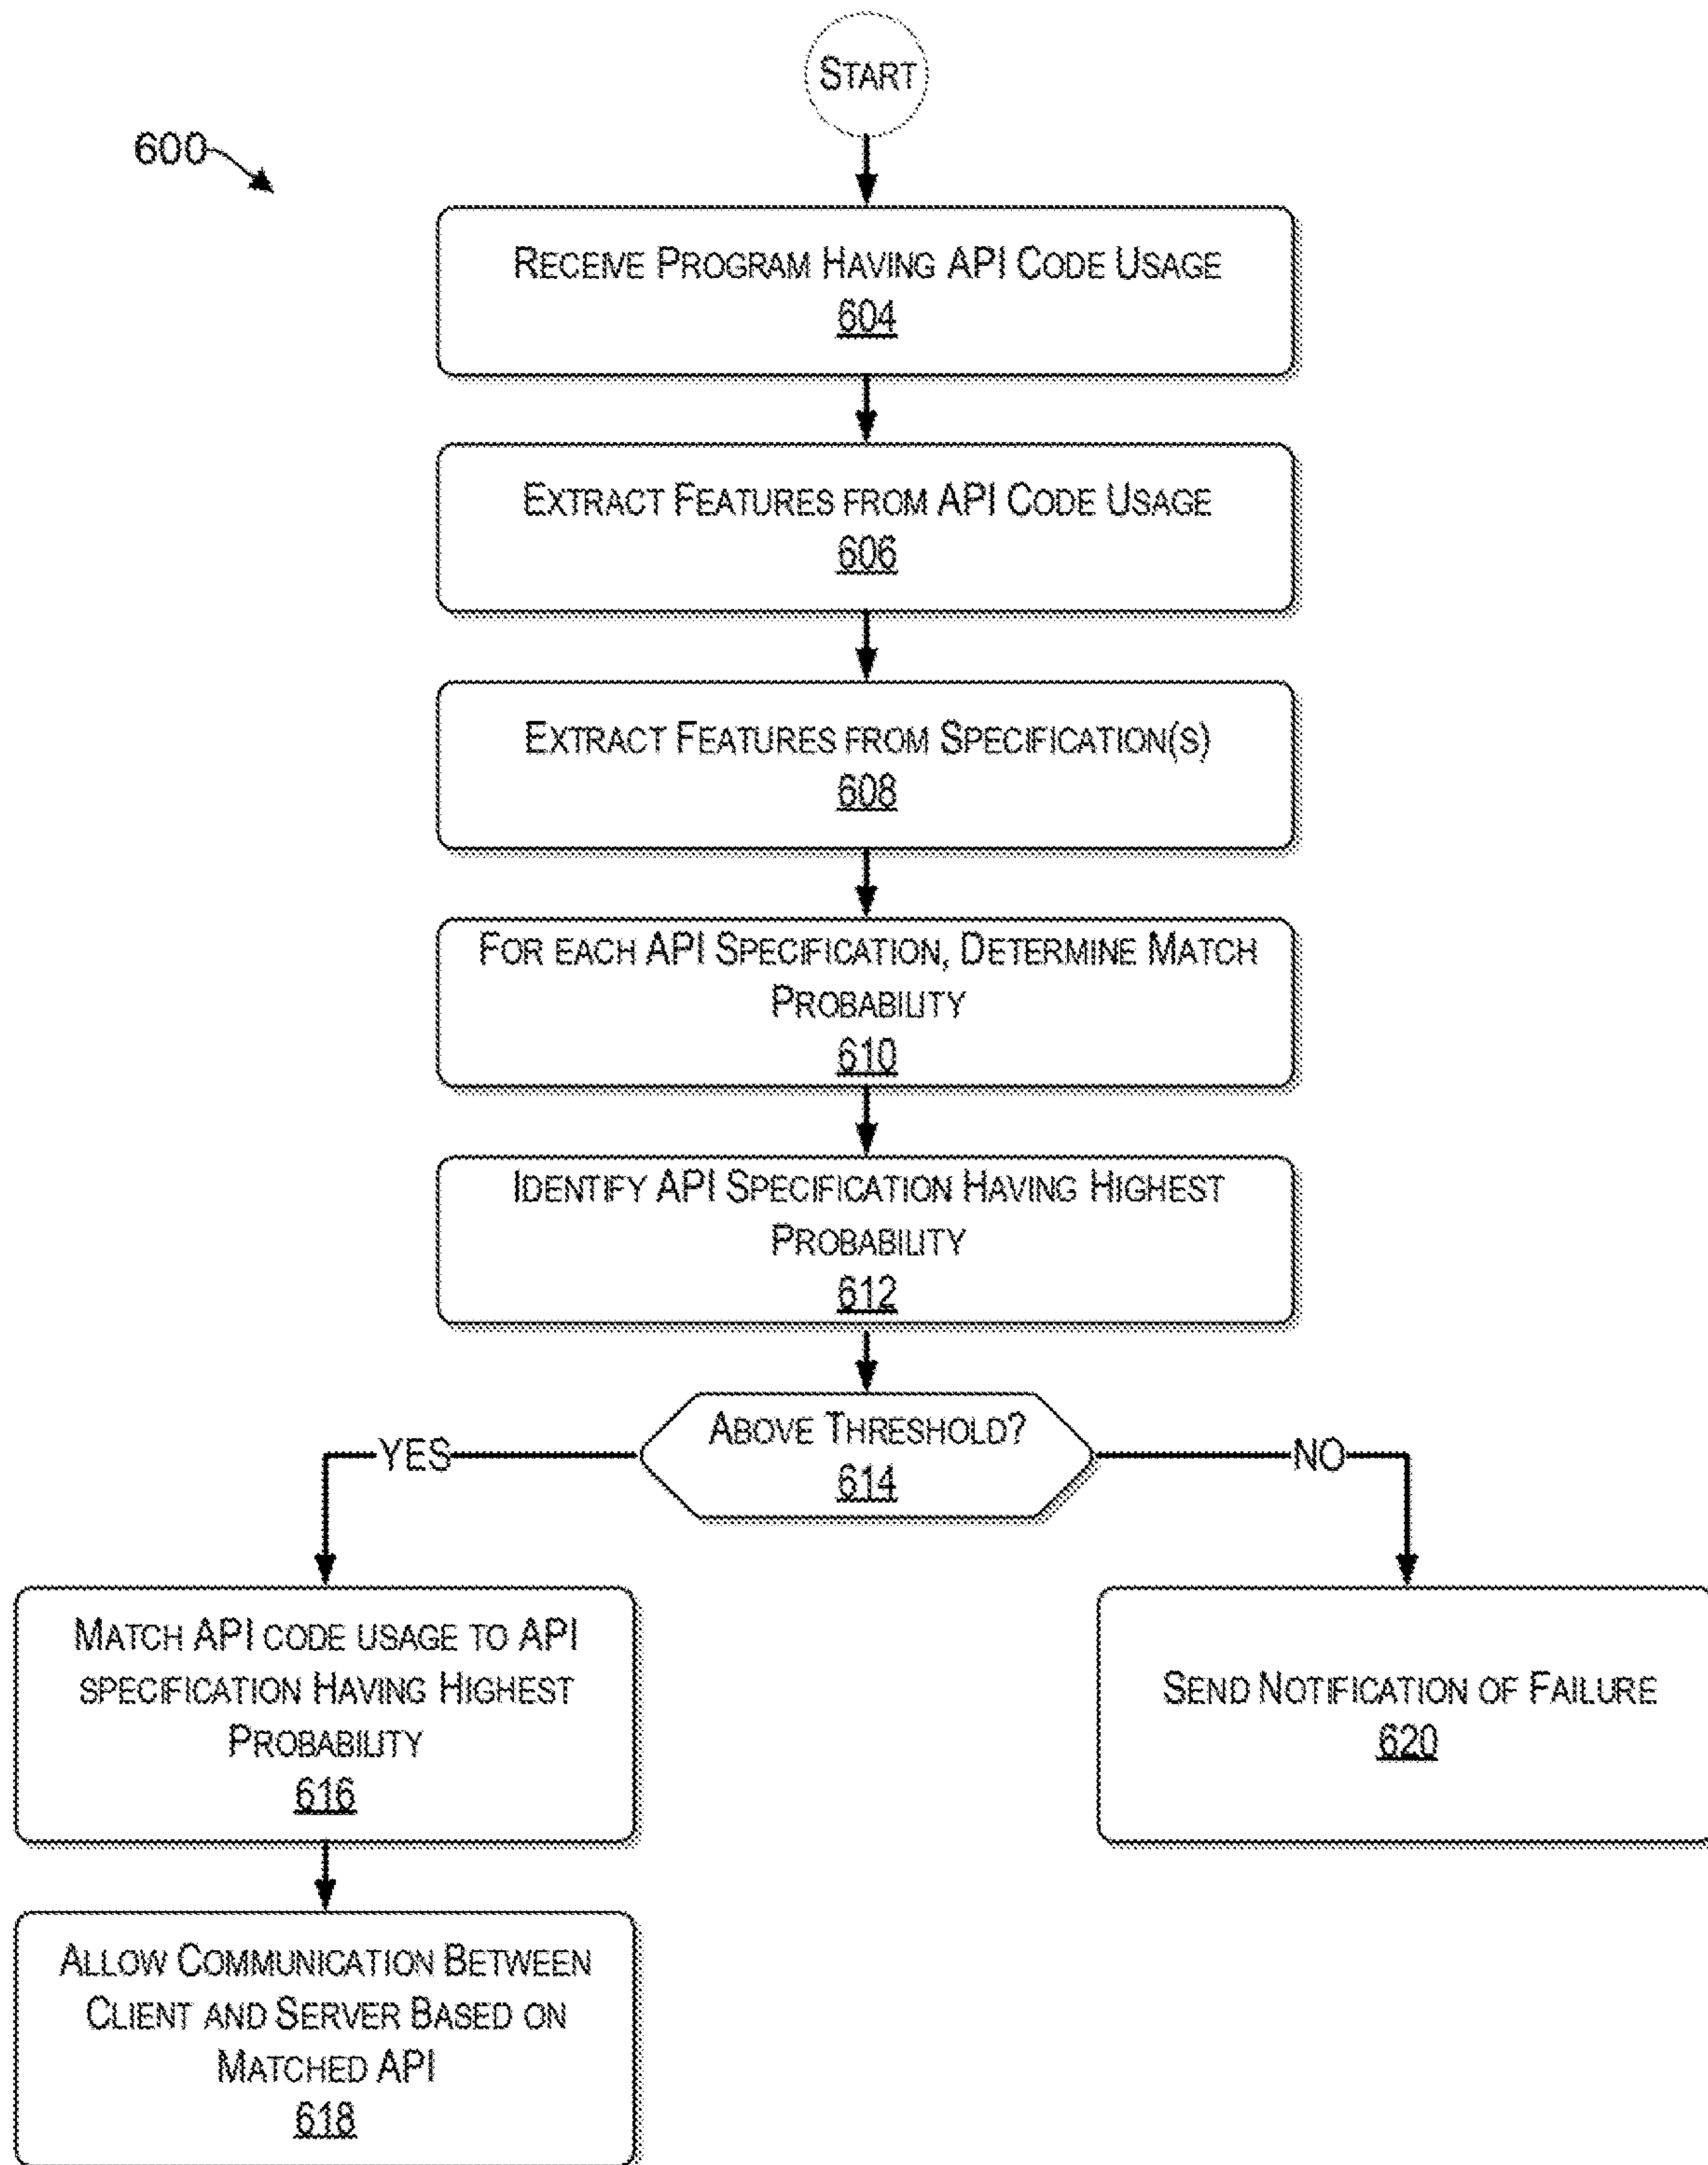 START
600
RECEIVE PROGRAM HAVING API CODE USAGE
604
EXTRACT FEATURES FROM API CODE USAGE
606
EXTRACT FEATURES FROM SPECIFICATION(S)
608
FOR EACH API SPECIFICATION, DETERMINE MATCH
PROBABILITY
610
IDENTIFY API SPECIFICATION HAVING HIGHEST
PROBABILITY
612
ABOVE THRESHOLD?
614
YES
NO
MATCH API CODE USAGE TO API
SPECIFICATION HAVING HIGHEST
PROBABILITY
616
SEND NOTIFICATION OF FAILURE
620
ALLOW COMMUNICATION BETWEEN
CLIENT AND SERVER BASED ON
MATCHED API
618